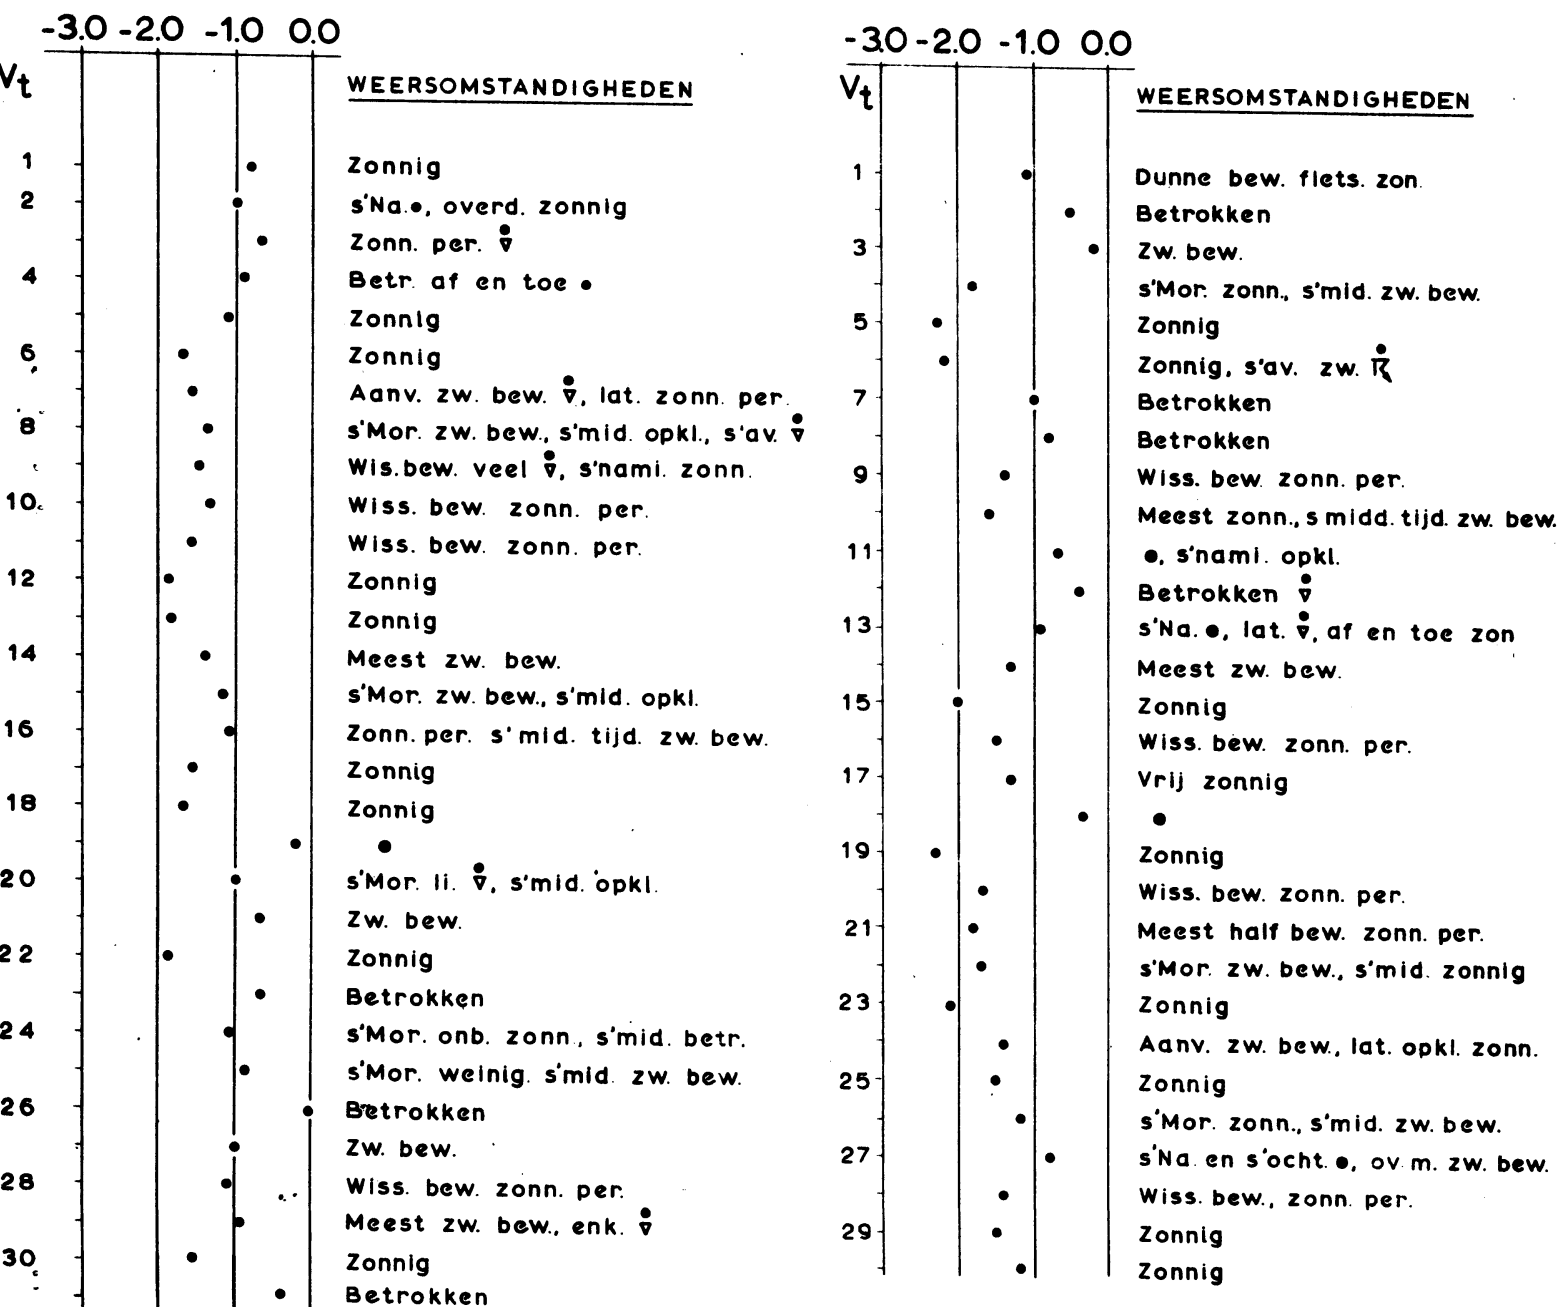 -3.0 -2.0 -1.0 0.0
Vt
WEERSOMSTANDIGHEDEN
1 Zonnig
2 s'Na.●, overd. zonnig
Zonn. per.
4 Betr. af en toe ●
Zonnig
6 Zonnig
Aanv. zw. bew. , lat. zonn. per.
8 s'Mor. zw. bew., s'mid. opkl., s'av.
Wis.bew. veel , s'nami. zonn.
10 Wiss. bew. zonn. per.
Wiss. bew. zonn. per.
12 Zonnig
Zonnig
14 Meest zw. bew.
s'Mor. zw. bew., s'mid. opkl.
16 Zonn. per. s'mid. tijd. zw. bew.
Zonnig
18 Zonnig
●
20 s'Mor. li. , s'mid. opkl.
Zw. bew.
22 Zonnig
Betrokken
24 s'Mor. onb. zonn., s'mid. betr.
s'Mor. weinig. s'mid. zw. bew.
26 Betrokken
Zw. bew.
28 Wiss. bew. zonn. per.
Meest zw. bew., enk.
30 Zonnig
Betrokken
-3.0 -2.0 -1.0 0.0
Vt
WEERSOMSTANDIGHEDEN
1 Dunne bew. flets. zon.
Betrokken
3 Zw. bew.
s'Mor. zonn., s'mid. zw. bew.
5 Zonnig
Zonnig, s'av. zw.
7 Betrokken
Betrokken
9 Wiss. bew. zonn. per.
Meest zonn., s midd. tijd. zw. bew.
11 ●, s'nami. opkl.
Betrokken
13 s'Na. ●, lat. , af en toe zon
Meest zw. bew.
15 Zonnig
Wiss. bew. zonn. per.
17 Vrij zonnig
●
19 Zonnig
Wiss. bew. zonn. per.
21 Meest half bew. zonn. per.
s'Mor. zw. bew., s'mid. zonnig
23 Zonnig
Aanv. zw. bew., lat. opkl. zonn.
25 Zonnig
s'Mor. zonn., s'mid. zw. bew.
27 s'Na. en s'ocht. ●, ov. m. zw. bew.
Wiss. bew., zonn. per.
29 Zonnig
Zonnig